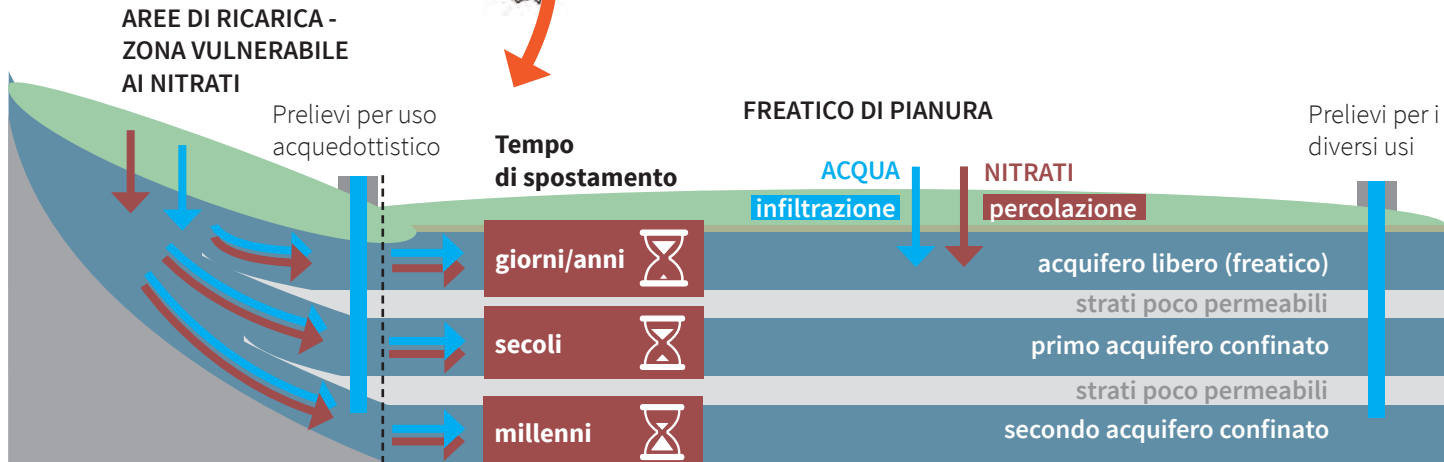 AREE DI RICARICA -
ZONA VULNERABILE
AI NITRATI
Prelievi per uso
acquedottistico
Tempo
di spostamento
FREATICO DI PIANURA
ACQUA
infiltrazione
NITRATI
percolazione
Prelievi per i
diversi usi
giorni/anni
acquifero libero (freatico)
strati poco permeabili
secoli
primo acquifero confinato
strati poco permeabili
millenni
secondo acquifero confinato